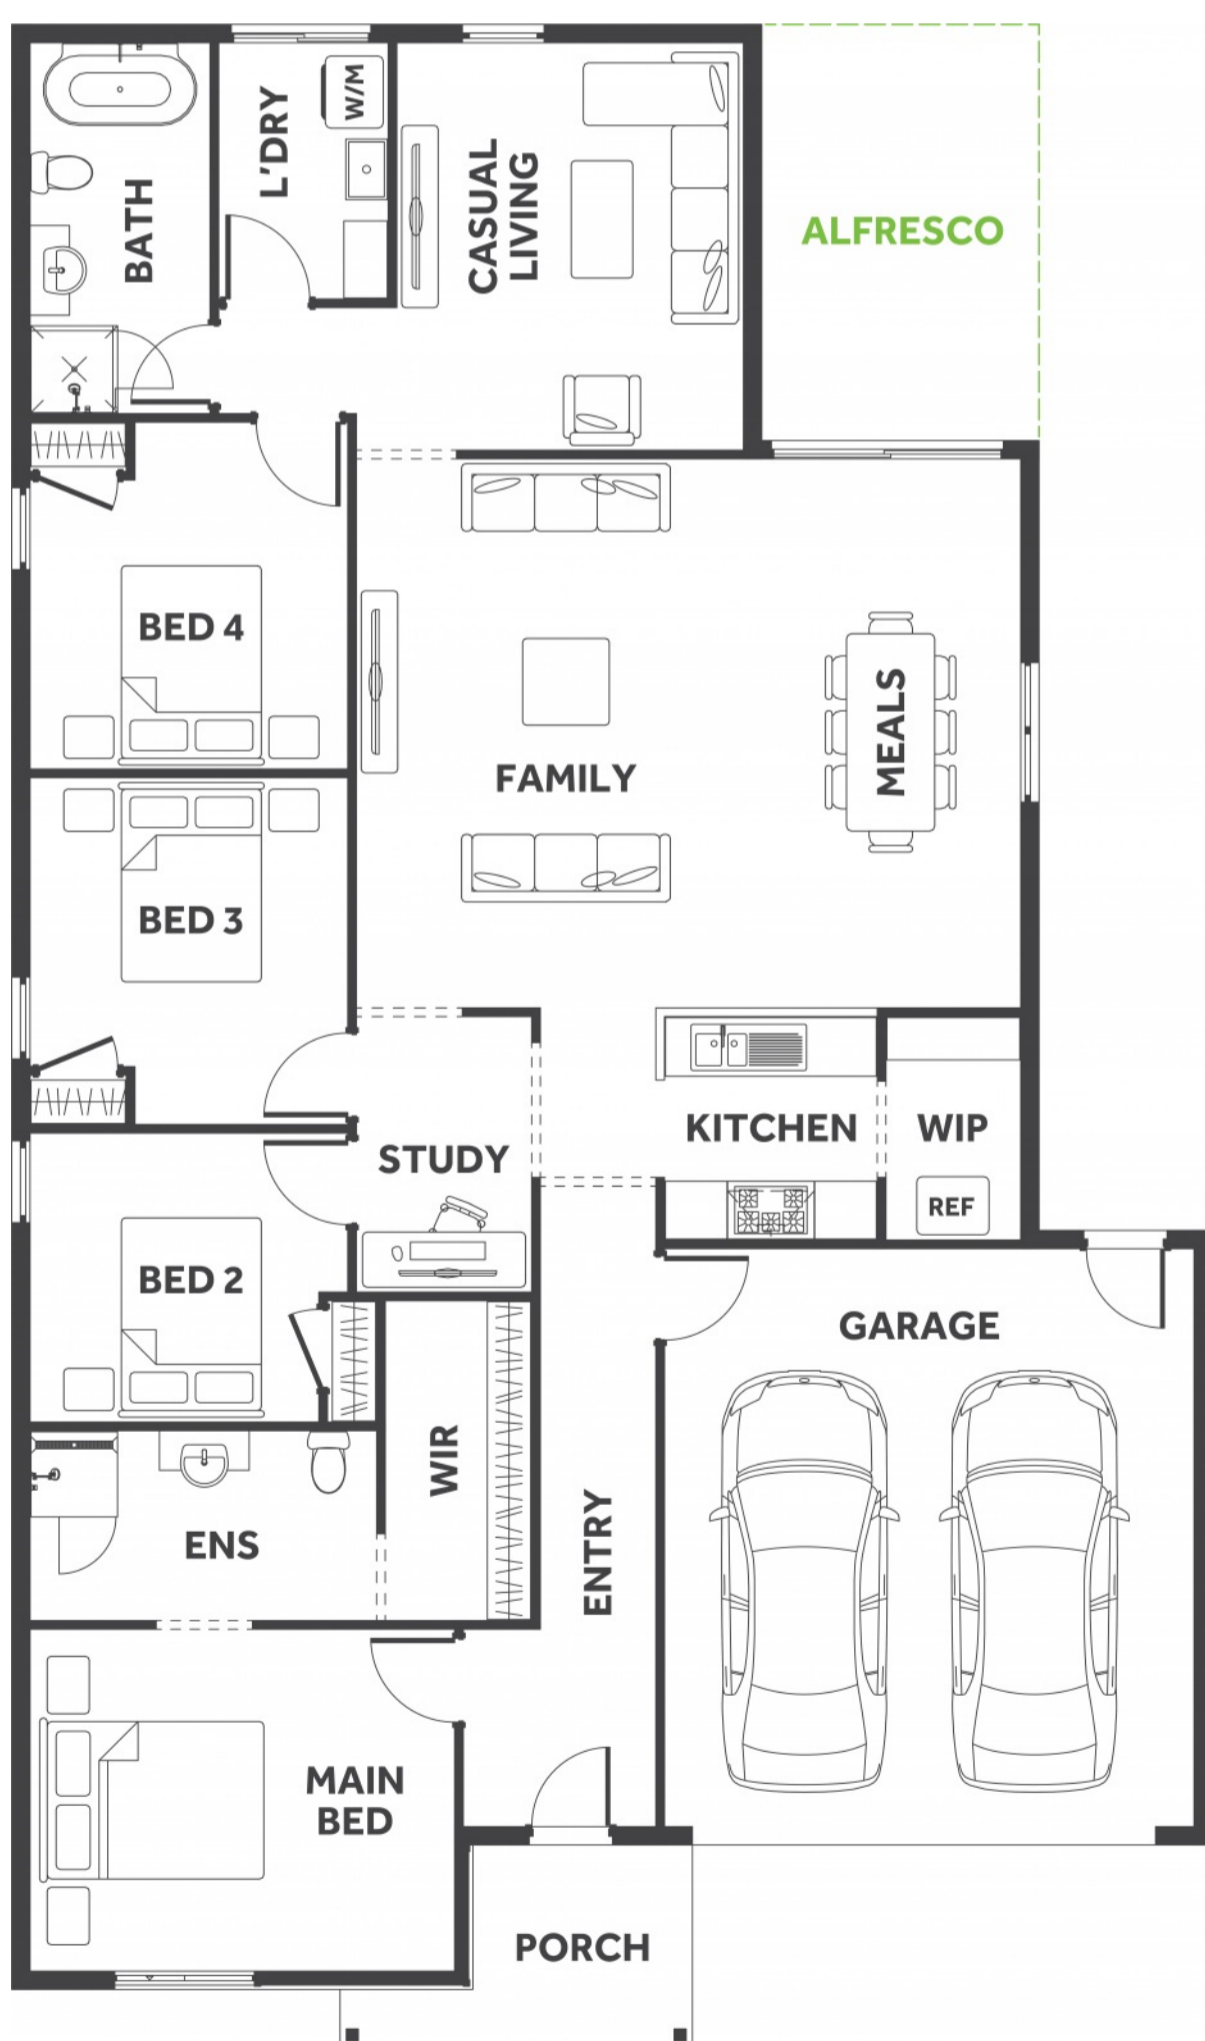 W/M
L'DRY
BATH
CASUAL
LIVING
ALFRESCO
BED 4
MEALS
FAMILY
BED 3
KITCHEN
WIP
STUDY
REF
BED 2
GARAGE
WIR
ENS
ENTRY
MAIN
BED
PORCH